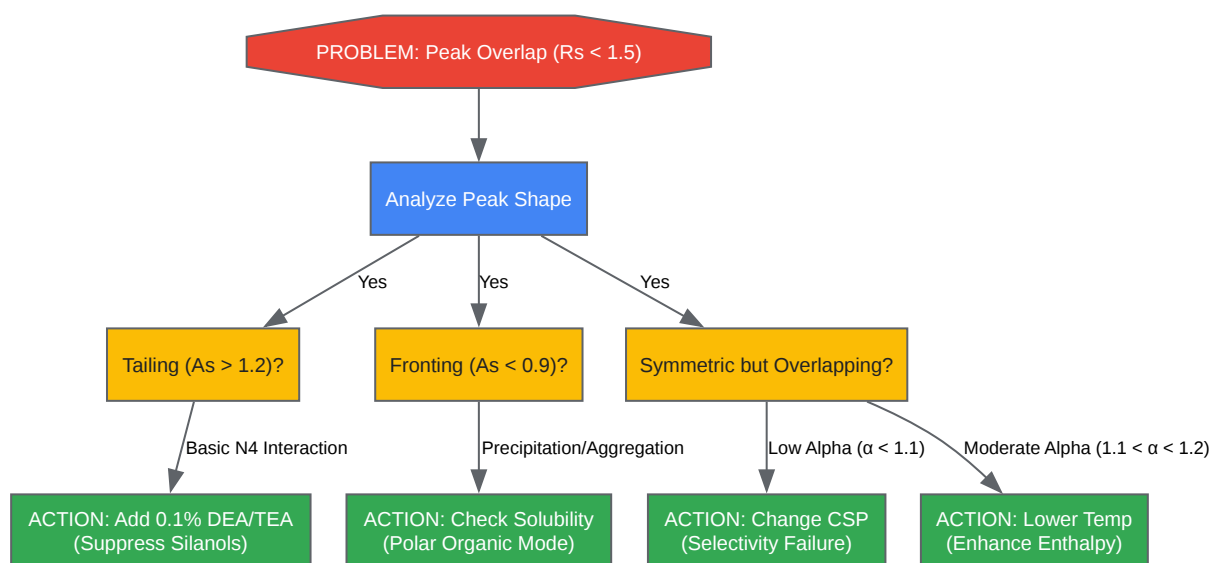 PROBLEM: Peak Overlap (Rs < 1.5)
Analyze Peak Shape
Yes
Yes
Yes
Tailing (As > 1.2)?
Fronting (As < 0.9)?
Symmetric but Overlapping?
Basic N4 Interaction
Precipitation/Aggregation
Low Alpha (α < 1.1)
Moderate Alpha (1.1 < α < 1.2)
ACTION: Add 0.1% DEA/TEA
(Suppress Silanols)
ACTION: Check Solubility
(Polar Organic Mode)
ACTION: Change CSP
(Selectivity Failure)
ACTION: Lower Temp
(Enhance Enthalpy)